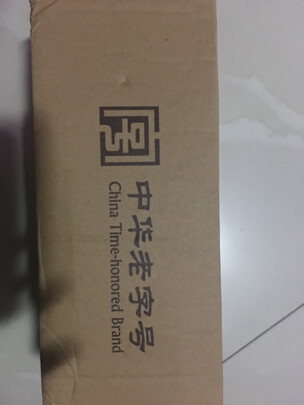 中华老字号
China Time-honored Brand